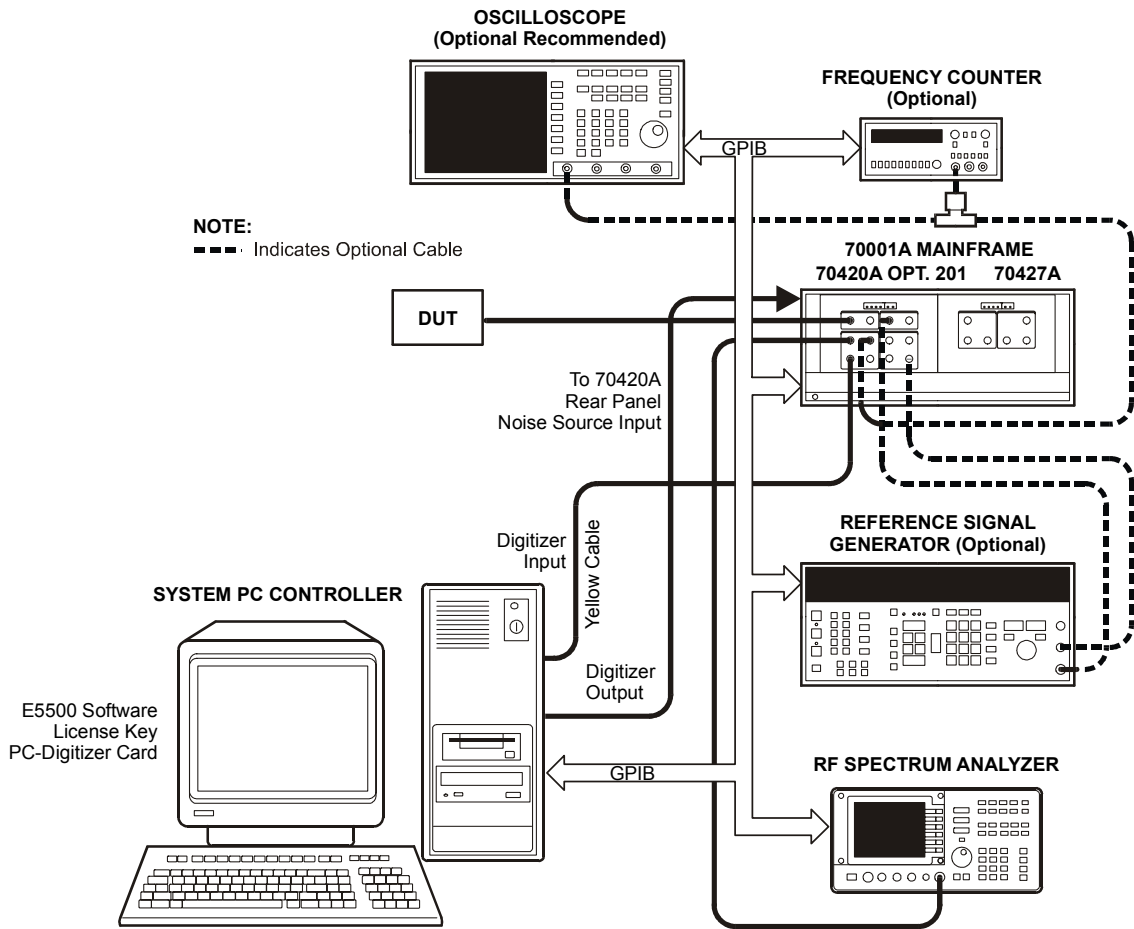 OSCILLOSCOPE
(Optional Recommended)
FREQUENCY COUNTER
(Optional)
GPIB
NOTE:
Indicates Optional Cable
70001A MAINFRAME
70420A OPT. 201 70427A
DUT
To 70420A
Rear Panel
Noise Source Input
REFERENCE SIGNAL
GENERATOR (Optional)
Digitizer
Input
Yellow Cable
SYSTEM PC CONTROLLER
Digitizer
Output
E5500 Software
License Key
PC-Digitizer Card
GPIB
RF SPECTRUM ANALYZER